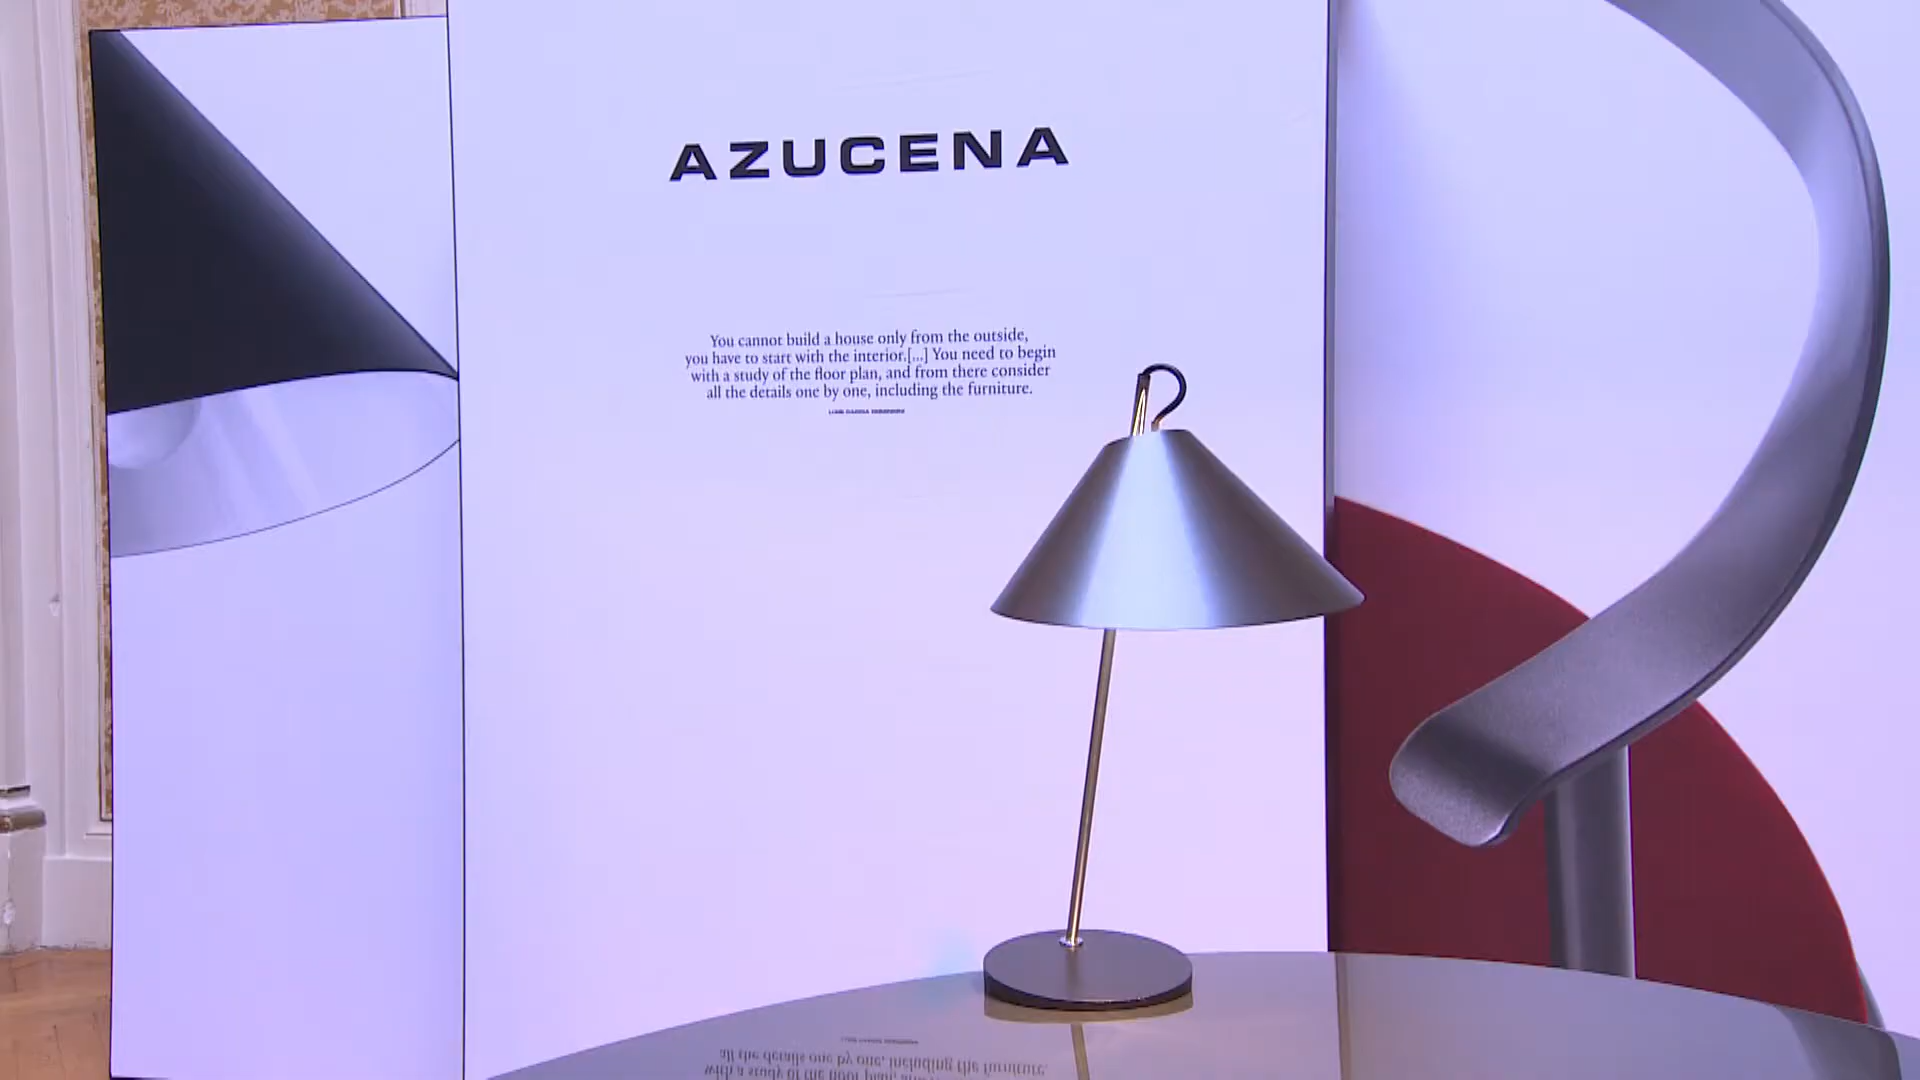 AZUCENA
You cannot build a house only from the outside,
you have to start with the interior.[...] You need to begin
with a study of the floor plan, and from there consider
all the details one by one, including the furniture.